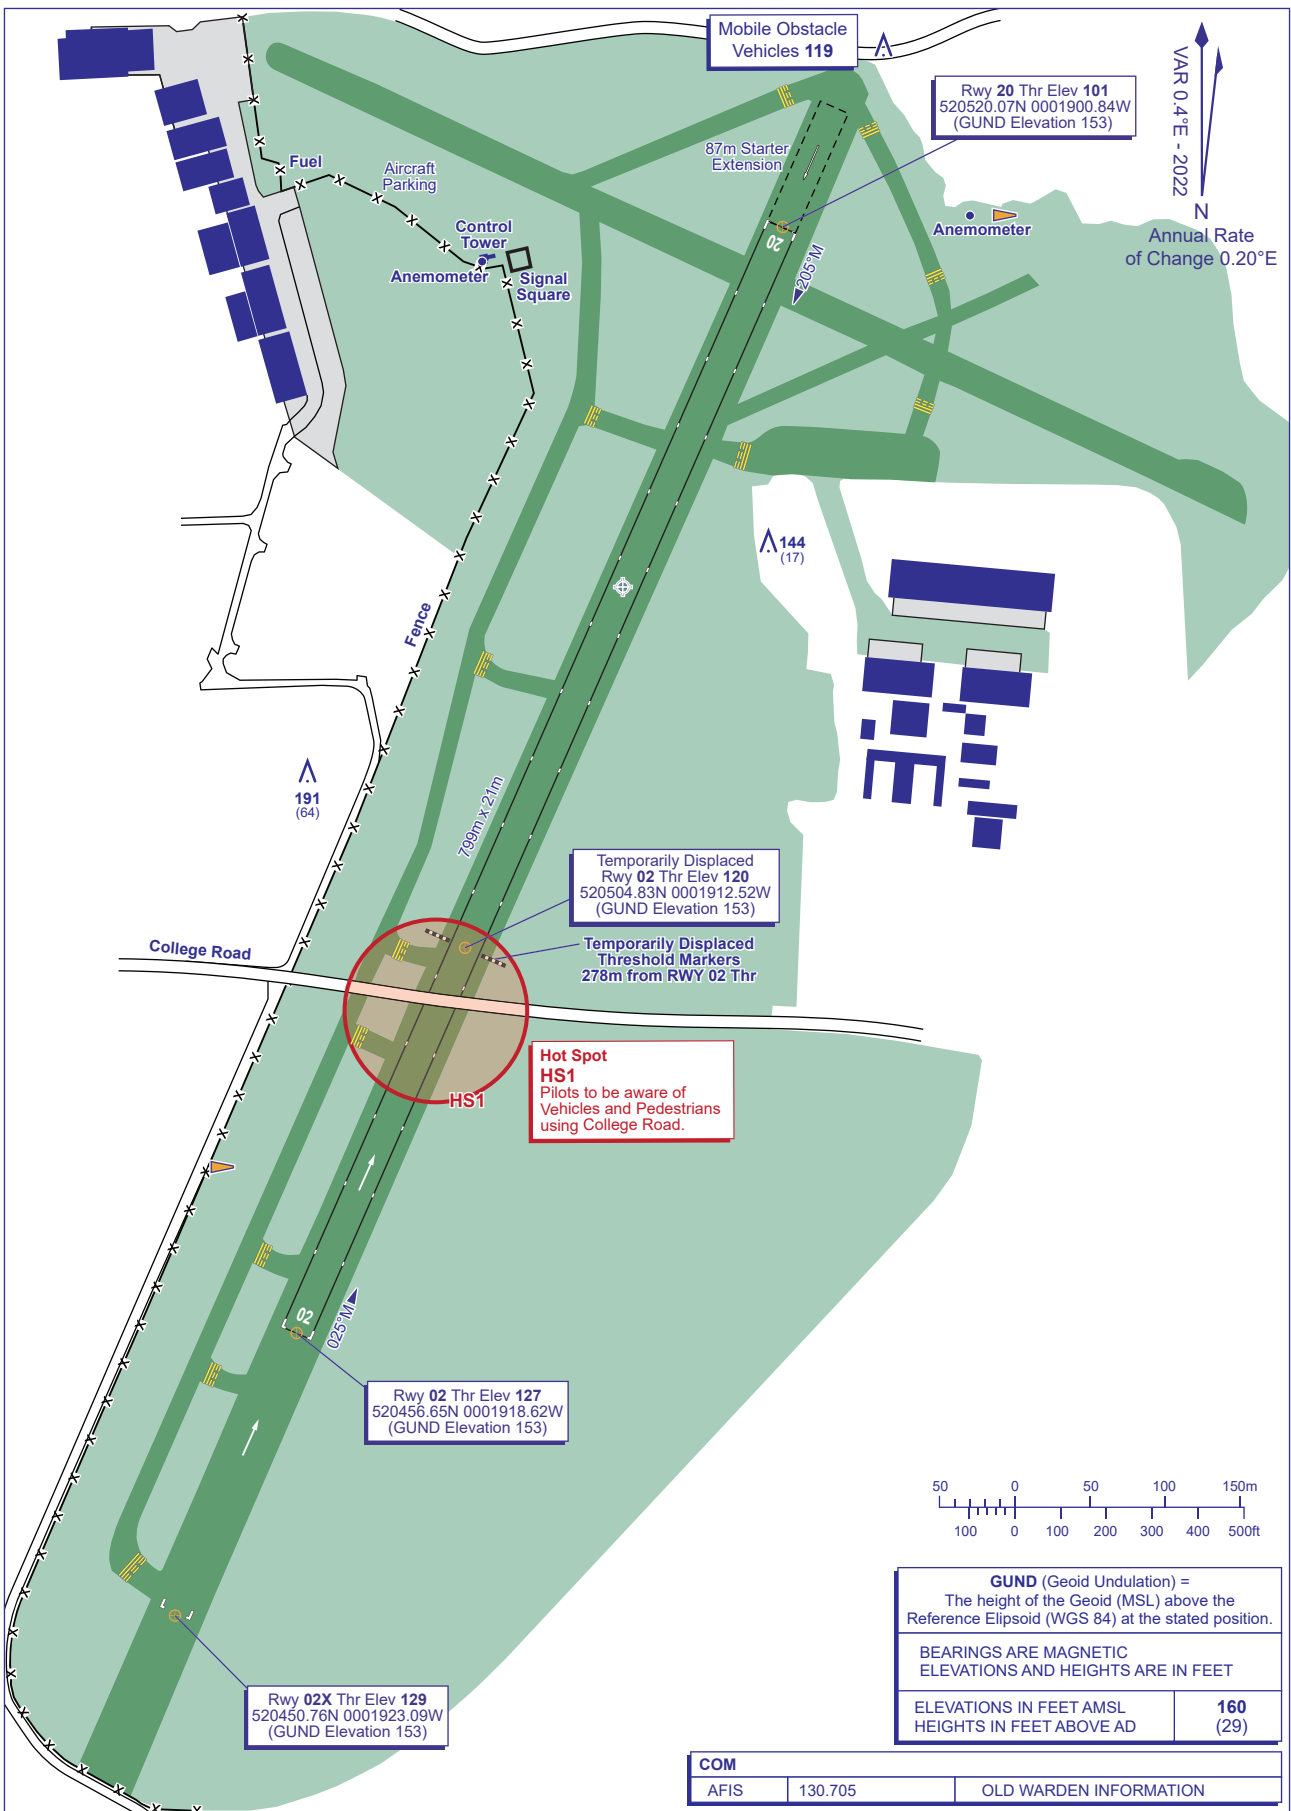 Mobile Obstacle
Vehicles 119
Rwy 20 Thr Elev 101
520520.07N 0001900.84W
(GUND Elevation 153)
VAR 0.4°E - 2022
N
Annual Rate
of Change 0.20°E
87m Starter
Extension
Fuel
Aircraft
Parking
Control
Tower
Anemometer
Signal
Square
Anemometer
20
205°M
144
(17)
Fence
191
(64)
799m x 21m
Temporarily Displaced
Rwy 02 Thr Elev 120
520504.83N 0001912.52W
(GUND Elevation 153)
Temporarily Displaced
Threshold Markers
278m from RWY 02 Thr
College Road
Hot Spot
HS1
Pilots to be aware of
Vehicles and Pedestrians
using College Road.
HS1
02
025°M
Rwy 02 Thr Elev 127
520456.65N 0001918.62W
(GUND Elevation 153)
50 0 50 100 150m
100 0 100 200 300 400 500ft
GUND (Geoid Undulation) =
The height of the Geoid (MSL) above the
Reference Elipsoid (WGS 84) at the stated position.
BEARINGS ARE MAGNETIC
ELEVATIONS AND HEIGHTS ARE IN FEET
ELEVATIONS IN FEET AMSL 160
HEIGHTS IN FEET ABOVE AD (29)
Rwy 02X Thr Elev 129
520450.76N 0001923.09W
(GUND Elevation 153)
COM
AFIS 130.705 OLD WARDEN INFORMATION